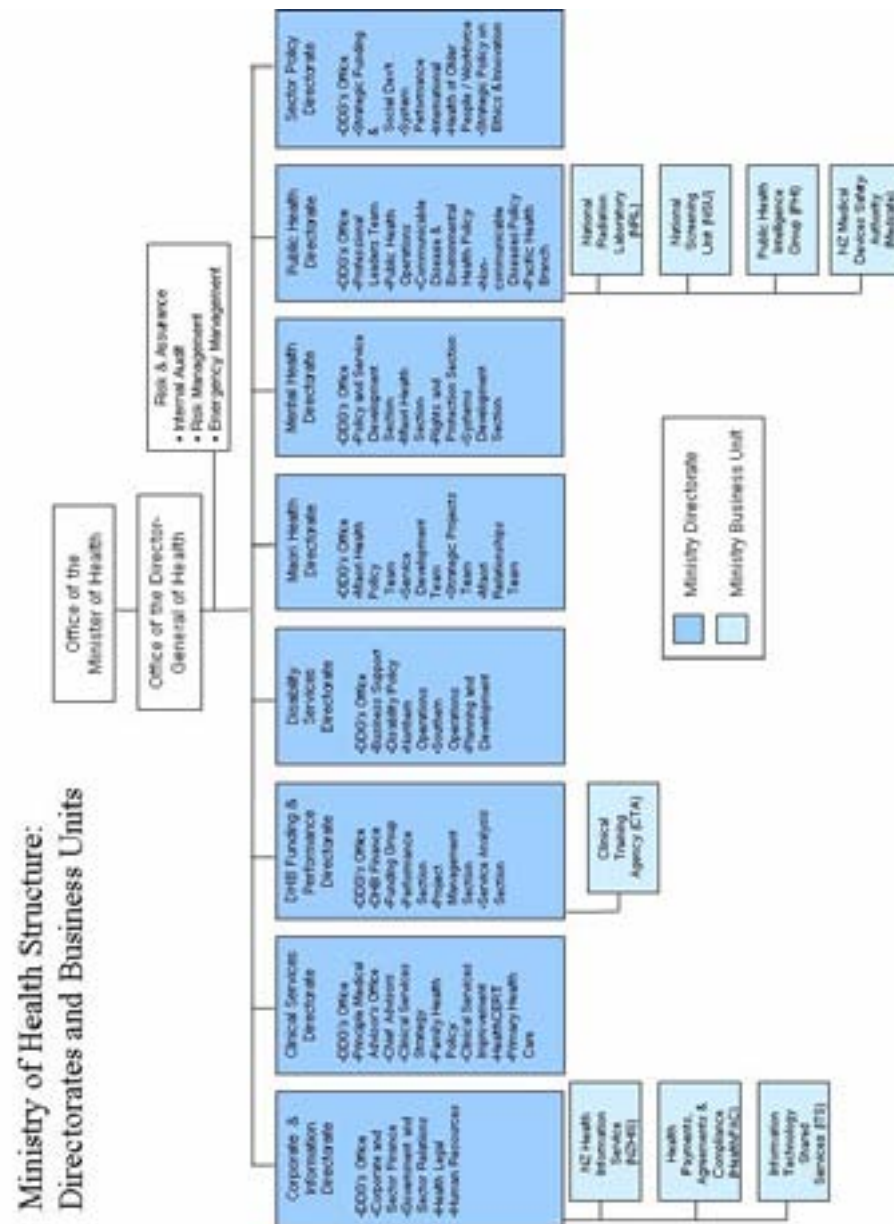 Ministry of Health Structure:
Directorates and Business Units
Office of the
Minister of Health
Office of the Director-
General of Health
Risk & Assurance
• Internal Audit
• Risk Management
• Emergency Management
Corporate &
Information
Directorate
•DDG's Office
•Corporate and
Sector Finance
•Government and
Sector Relations
•Health Legal
•Human Resources
NZ Health
Information
Service
(NZHIS)
Health
Payments,
Agreements &
Compliance
(HealthPAC)
Information
Technology
Shared
Services (ITS)
Clinical Services
Directorate
•DDG's Office
•Principle Medical
Advisor's Office
•Chief Advisors
•Clinical Services
Strategy
•Family Health
Policy
•Clinical Services
Improvement
•HealthCERT
•Primary Health
Care
DHB Funding &
Performance
Directorate
•DDG's Office
•DHB Finance
•Funding Group
•Performance
Section
•Project
Management
Section
•Service Analysis
Section
Clinical
Training
Agency (CTA)
Disability
Services
Directorate
•DDG's Office
•Business Support
•Disability Policy
•Northern
Operations
•Southern
Operations
•Planning and
Development
Maori Health
Directorate
•DDG's Office
•Maori Health
Policy
Team
•Service
Development
Team
•Strategic Projects
Team
•Maori
Relationships
Team
Mental Health
Directorate
•DDG's Office
•Policy and Service
Development
Section
•Maori Health
Section
•Rights and
Protection Section
•Systems
Development
Section
Public Health
Directorate
•DDG's Office
•Professional
Leaders Team
•Public Health
Operations
•Communicable
Disease &
Environmental
Health Policy
•Non-
communicable
Diseases Policy
•Pacific Health
Branch
National
Radiation
Laboratory
(NRL)
National
Screening
Unit (NSU)
Public Health
Intelligence
Group (PHI)
NZ Medical
Devices Safety
Authority
(Medsafe)
Sector Policy
Directorate
•DDG's Office
•Strategic Funding
&
Social Dev't
•System
Performance
•International
•Health of Older
People / Workforce
•Strategic Policy on
Ethics & Innovation
Ministry Directorate
Ministry Business Unit